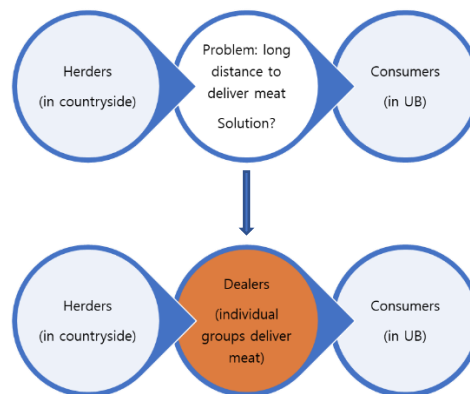 Herders
(in countryside)
Problem: long
distance to
deliver meat
Solution?
Consumers
(in UB)
Herders
(in countryside)
Dealers
(individual
groups deliver
meat)
Consumers
(in UB)